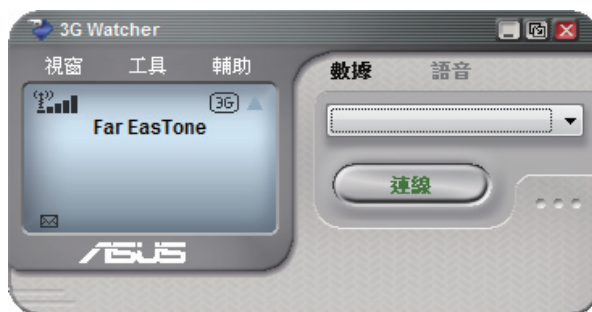 3G Watcher
視窗 工具 輔助
數據 語音
3G
Far EasTone
連線
ASUS